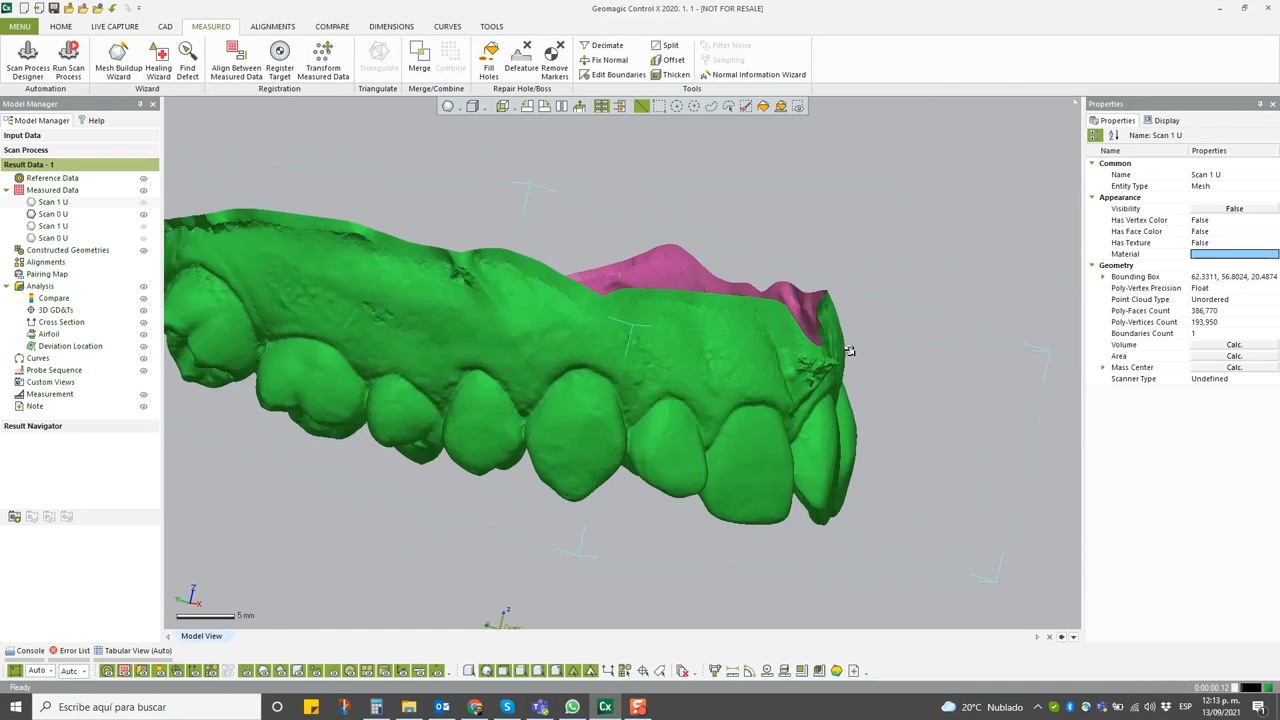 Geomagic Control X 2020. 1. 1 - [NOT FOR RESALE]
MENU HOME LIVE CAPTURE CAD MEASURED ALIGNMENTS COMPARE DIMENSIONS CURVES TOOLS
Scan Process Designer
Run Scan Process
Automation
Mesh Buildup Wizard
Healing Wizard
Find Defect
Wizard
Align Between Measured Data
Register Target
Transform Measured Data
Registration
Triangulate
Triangulate
Merge
Combine
Merge/Combine
Fill Holes
Defeature
Remove Markers
Repair Hole/Boss
Decimate
Fix Normal
Edit Boundaries
Split
Offset
Thicken
Filter Noise
Sampling
Normal Information Wizard
Tools
Model Manager
Model Manager Help
Input Data
Scan Process
Result Data - 1
Reference Data
Measured Data
Scan 1 U
Scan 0 U
Scan 1 U
Scan 0 U
Constructed Geometries
Alignments
Pairing Map
Analysis
Compare
3D GD&Ts
Cross Section
Airfoil
Deviation Location
Curves
Probe Sequence
Custom Views
Measurement
Note
Result Navigator
Z
Y
X
5 mm
z
Model View
Properties
Properties Display
Name: Scan 1 U
Name Properties
Common
Name Scan 1 U
Entity Type Mesh
Appearance
Visibility False
Has Vertex Color False
Has Face Color False
Has Texture False
Material
Geometry
Bounding Box 62.3311, 56.8024, 20.4874
Poly-Vertex Precision Float
Point Cloud Type Unordered
Poly-Faces Count 386,770
Poly-Vertices Count 193,950
Boundaries Count 1
Volume Calc.
Area Calc.
Mass Center Calc.
Scanner Type Undefined
Console Error List Tabular View (Auto)
Auto Autc
Ready
0:00:00.12
Escribe aquí para buscar
20°C Nublado
ESP
12:13 p. m.
13/09/2021